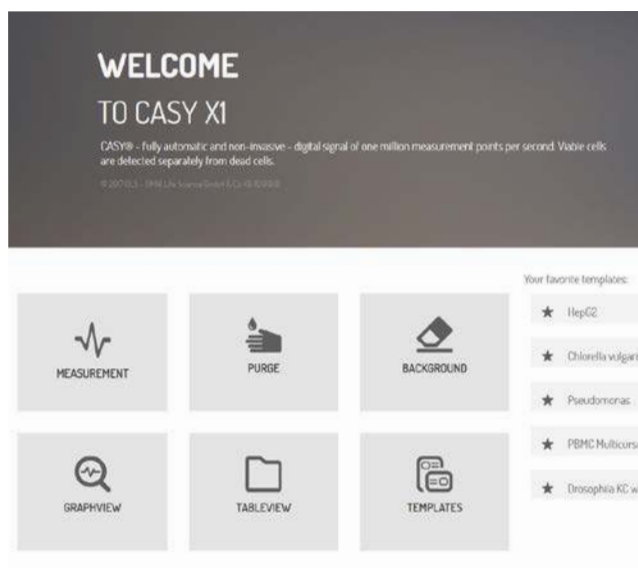 WELCOME
TO CASY X1
CASY® - fully automatic and non-invasive - digital signal of one million measurement points per second. Viable cells
are detected separately from dead cells.
Your favorite templates:
MEASUREMENT
PURGE
BACKGROUND
GRAPHVIEW
TABLEVIEW
TEMPLATES
HepG2
Chlorella vulgari
Pseudomonas
PBMC Multicurs
Drosophila KC w